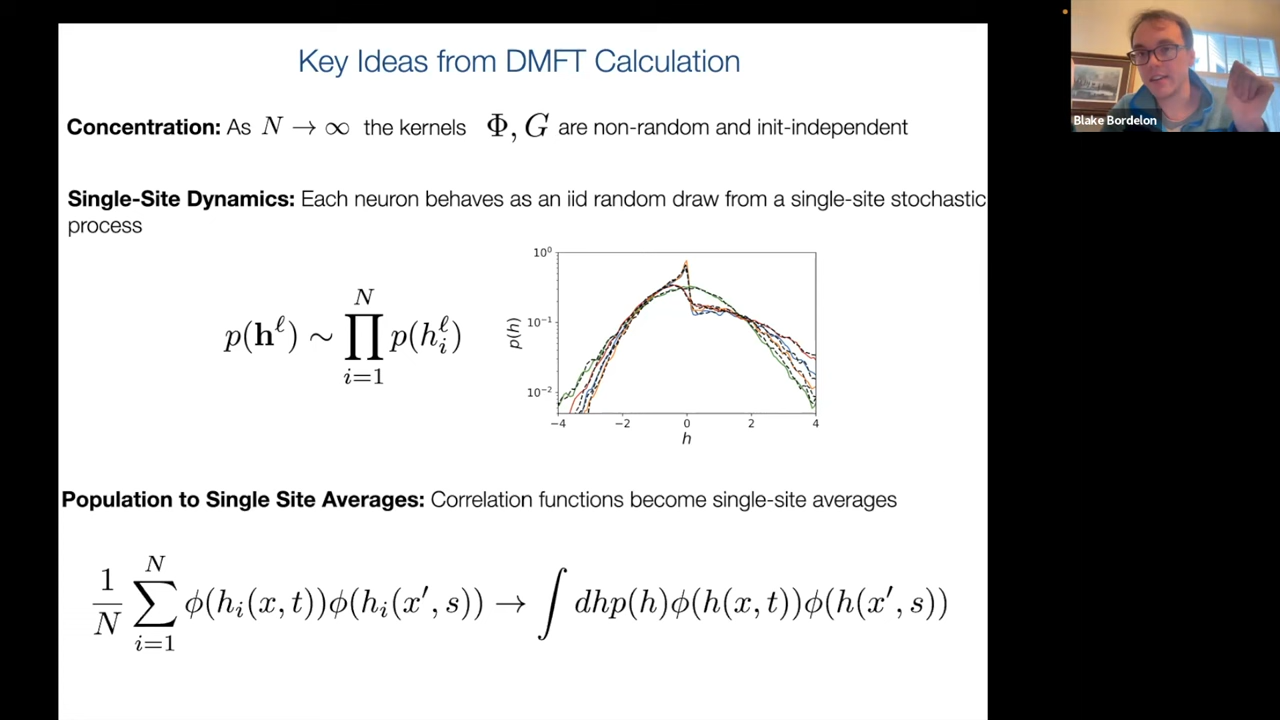 Key Ideas from DMFT Calculation
Blake Bordelon
Concentration: As N → ∞ the kernels Φ, G are non-random and init-independent
Single-Site Dynamics: Each neuron behaves as an iid random draw from a single-site stochastic
process
p(𝐡^ℓ) ∼ ∏_{i=1}^{N} p(h_i^ℓ)
10⁰
10⁻¹
10⁻²
p(h)
−4 −2 0 2 4
h
Population to Single Site Averages: Correlation functions become single-site averages
1/N ∑_{i=1}^{N} ϕ(h_i(x, t))ϕ(h_i(x′, s)) → ∫ dhp(h)ϕ(h(x, t))ϕ(h(x′, s))